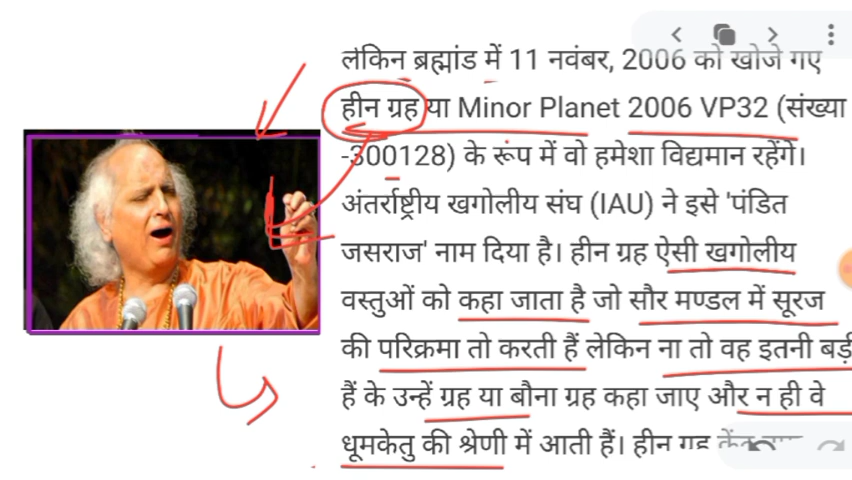 लेकिन ब्रह्मांड में 11 नवंबर, 2006 को खोजे गए
हीन ग्रह या Minor Planet 2006 VP32 (संख्या
-300128) के रूप में वो हमेशा विद्यमान रहेंगे।
अंतर्राष्ट्रीय खगोलीय संघ (IAU) ने इसे 'पंडित
जसराज' नाम दिया है। हीन ग्रह ऐसी खगोलीय
वस्तुओं को कहा जाता है जो सौर मण्डल में सूरज
की परिक्रमा तो करती हैं लेकिन ना तो वह इतनी बड़ी
हैं के उन्हें ग्रह या बौना ग्रह कहा जाए और न ही वे
धूमकेतु की श्रेणी में आती हैं। हीन ग्रह